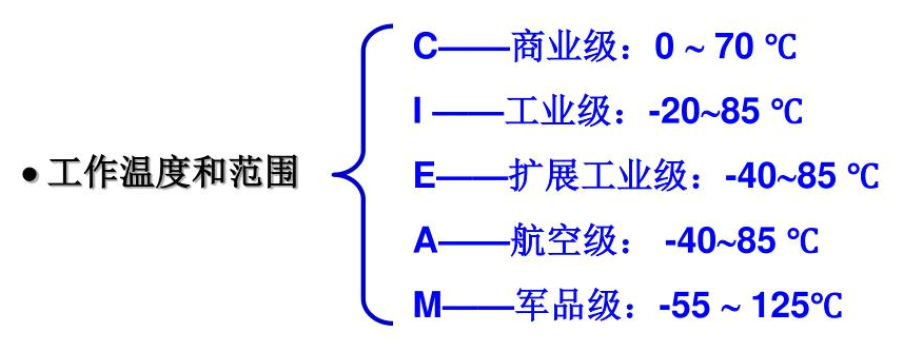 • 工作温度和范围
C——商业级：0 ~ 70 ℃
I ——工业级：-20~85 ℃
E——扩展工业级：-40~85 ℃
A——航空级： -40~85 ℃
M——军品级：-55 ~ 125℃